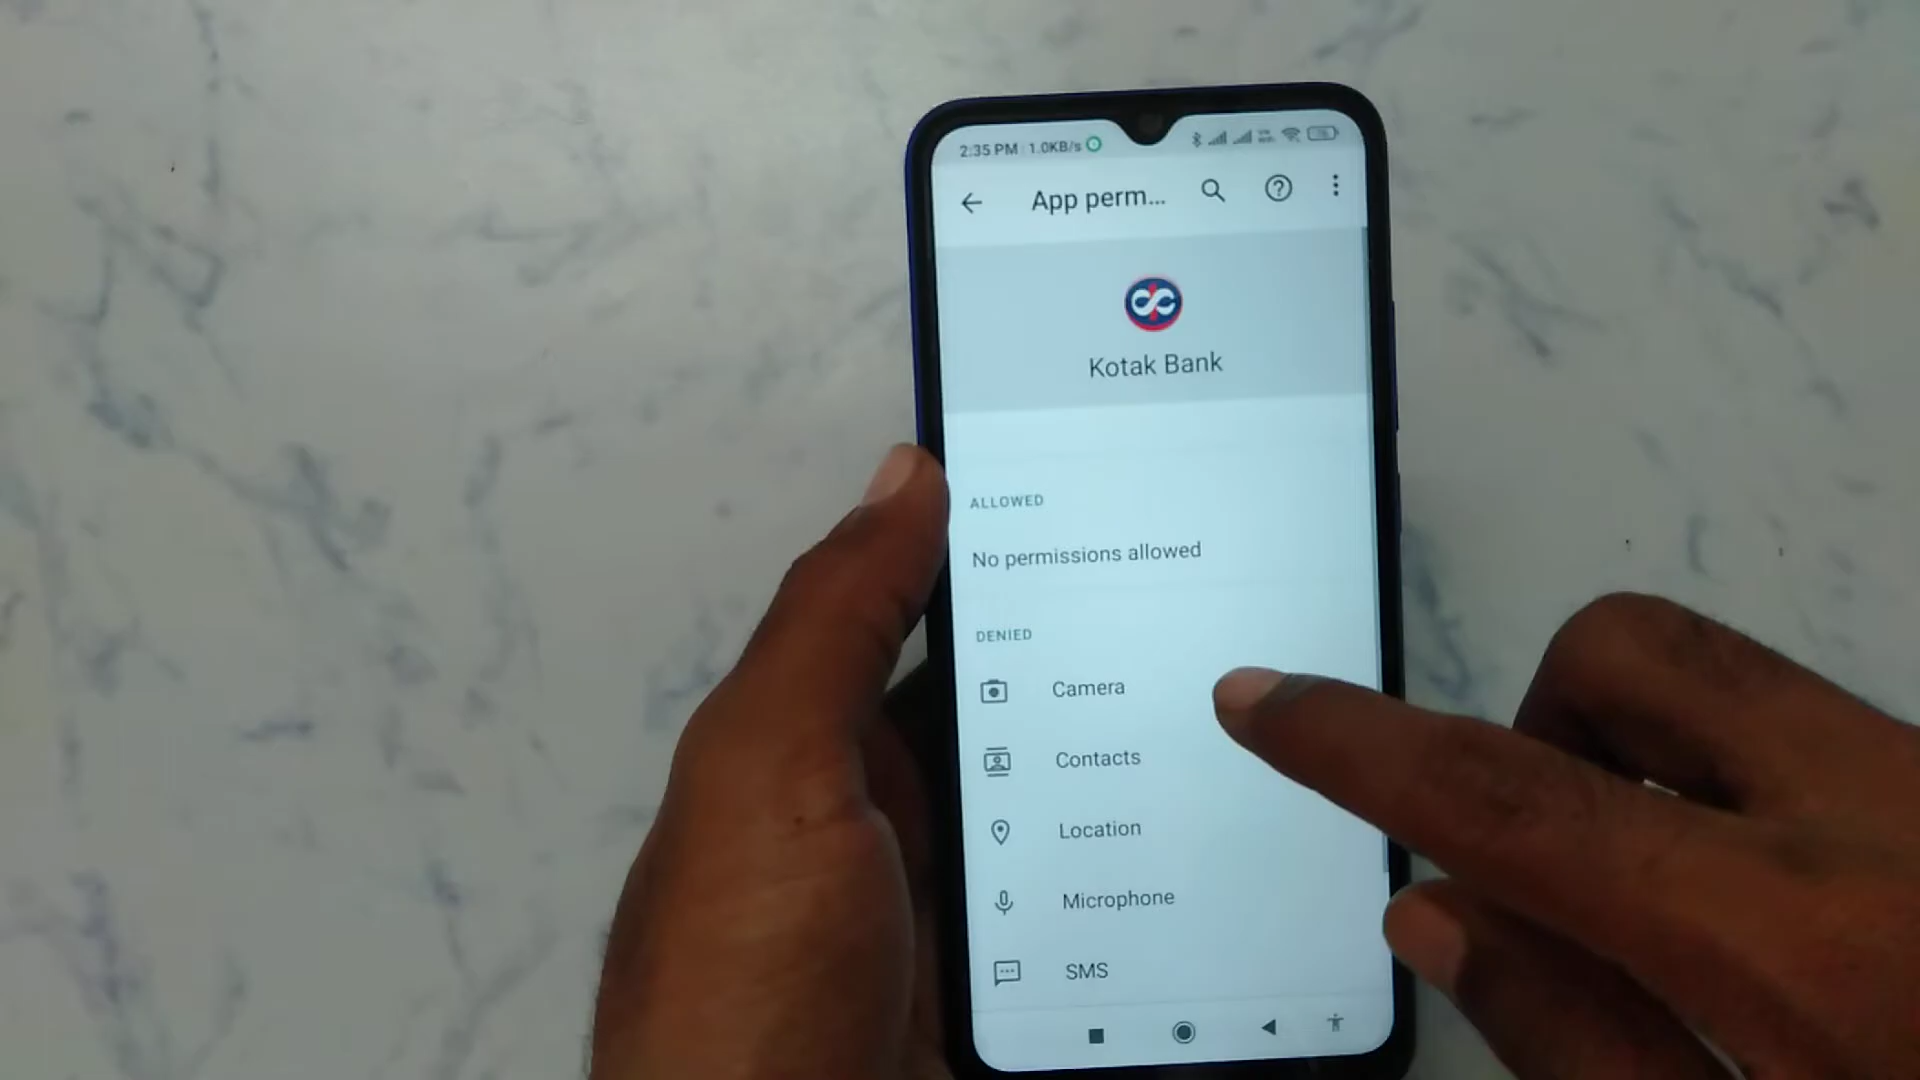 2:35 PM 1.0KB/s
App perm...
Kotak Bank
ALLOWED
No permissions allowed
DENIED
Camera
Contacts
Location
Microphone
SMS